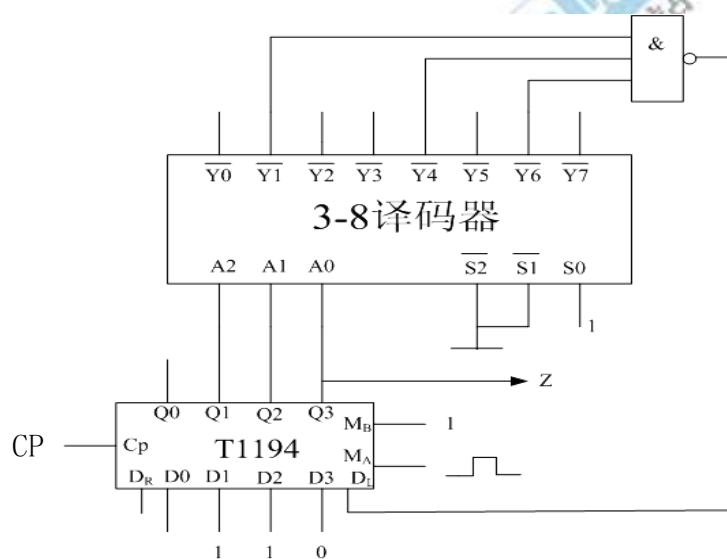 &
Y0 Y1 Y2 Y3 Y4 Y5 Y6 Y7
3-8译码器
A2 A1 A0 S2 S1 S0
1
Z
Q0 Q1 Q2 Q3 MB 1
CP Cp T1194 MA
DR D0 D1 D2 D3 DL
1 1 0